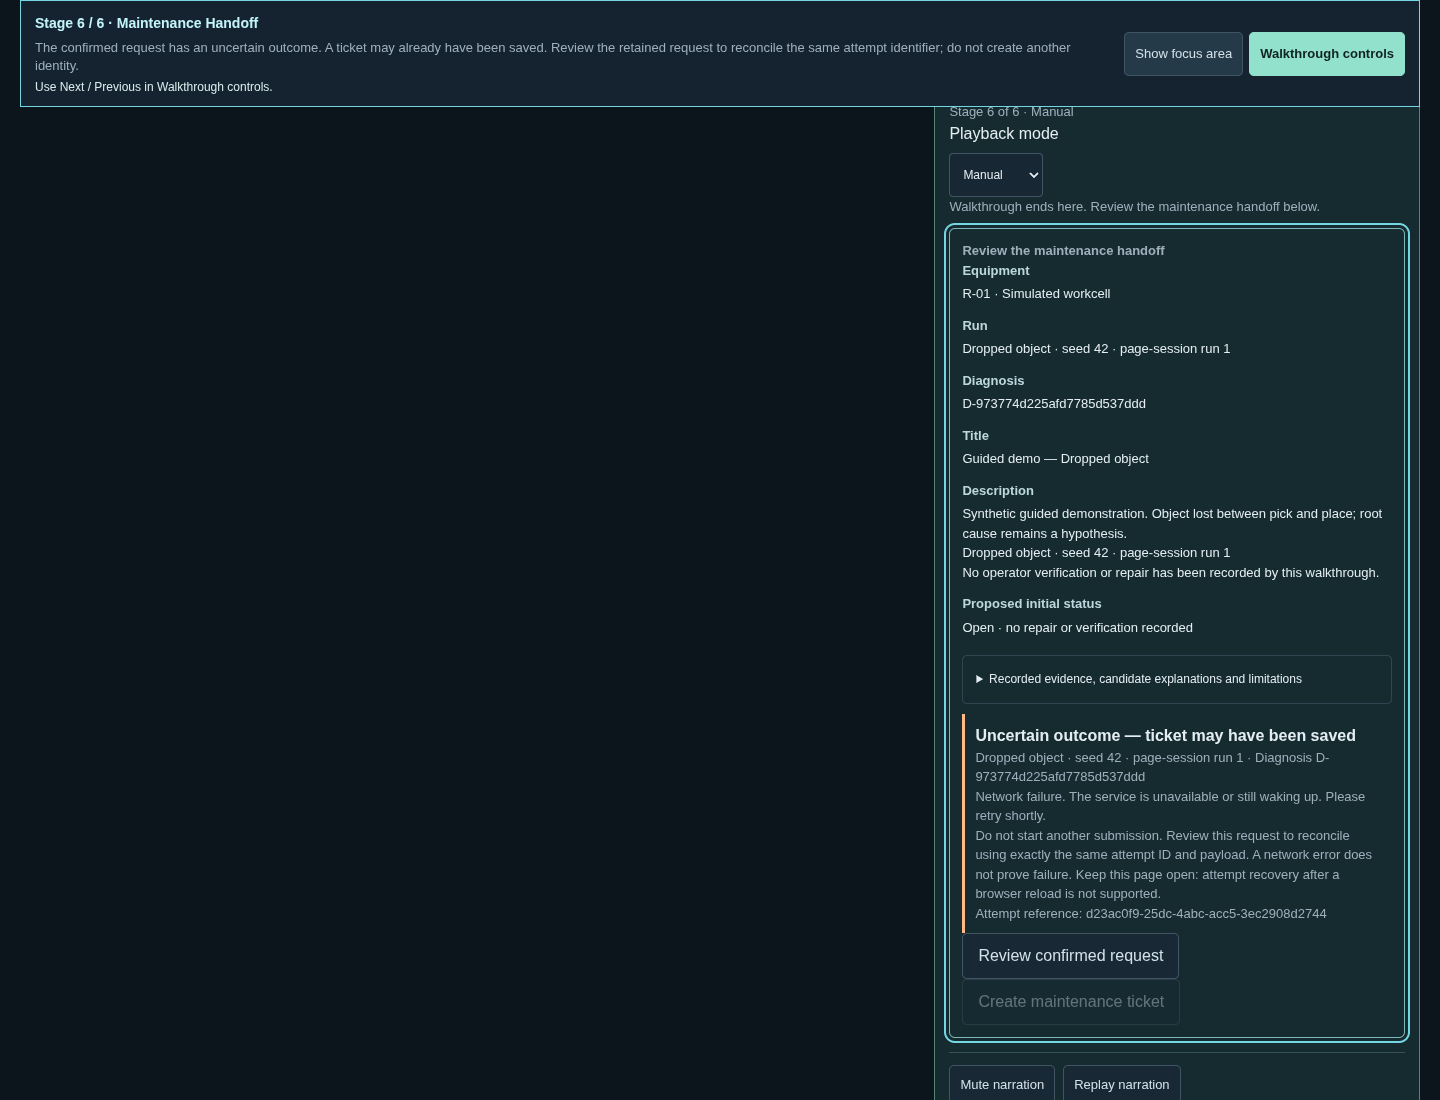 Stage 6 / 6 · Maintenance Handoff
The confirmed request has an uncertain outcome. A ticket may already have been saved. Review the retained request to reconcile the same attempt identifier; do not create another
identity.
Use Next / Previous in Walkthrough controls.
Show focus area
Walkthrough controls
Stage 6 of 6 · Manual
Playback mode
Manual
Walkthrough ends here. Review the maintenance handoff below.
Review the maintenance handoff
Equipment
R-01 · Simulated workcell
Run
Dropped object · seed 42 · page-session run 1
Diagnosis
D-973774d225afd7785d537ddd
Title
Guided demo — Dropped object
Description
Synthetic guided demonstration. Object lost between pick and place; root
cause remains a hypothesis.
Dropped object · seed 42 · page-session run 1
No operator verification or repair has been recorded by this walkthrough.
Proposed initial status
Open · no repair or verification recorded
Recorded evidence, candidate explanations and limitations
Uncertain outcome — ticket may have been saved
Dropped object · seed 42 · page-session run 1 · Diagnosis D-
973774d225afd7785d537ddd
Network failure. The service is unavailable or still waking up. Please
retry shortly.
Do not start another submission. Review this request to reconcile
using exactly the same attempt ID and payload. A network error does
not prove failure. Keep this page open: attempt recovery after a
browser reload is not supported.
Attempt reference: d23ac0f9-25dc-4abc-acc5-3ec2908d2744
Review confirmed request
Create maintenance ticket
Mute narration
Replay narration